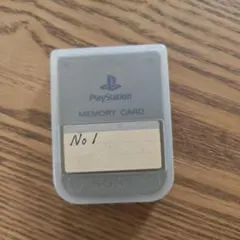 PlayStation
MEMORY CARD
No 1